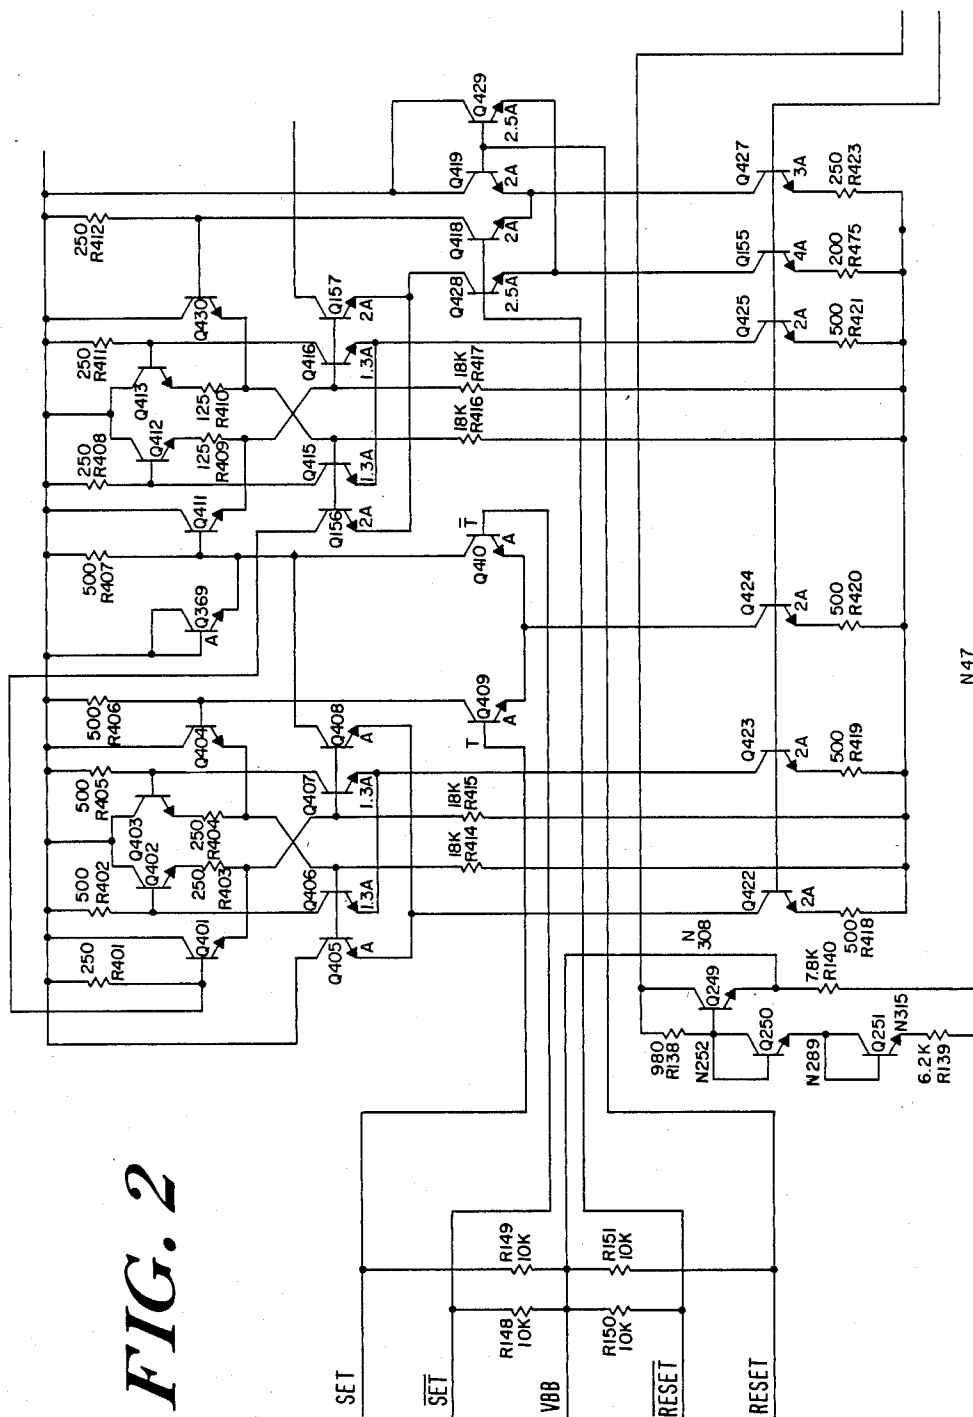 FIG. 2
SET
S̅E̅T̅
VBB
R̅E̅S̅E̅T̅
RESET
R148
10K
R149
10K
R150
10K
R151
10K
250
R401
500
R402
500
R405
500
R406
500
R407
250
R408
250
R411
250
R412
Q401
Q402
Q403
Q404
Q369
A
Q411
Q412
Q413
Q430
250
R403
250
R404
125
R409
125
R410
Q405
A
Q406
1.3A
Q407
1.3A
Q408
A
Q156
2A
Q415
1.3A
Q416
1.3A
Q157
2A
18K
R414
18K
R415
18K
R416
18K
R417
T
Q409
A
T̅
Q410
A
Q428
2.5A
Q418
2A
Q419
2A
Q429
2.5A
Q422
2A
Q423
2A
Q424
2A
Q425
2A
Q155
4A
Q427
3A
500
R418
500
R419
500
R420
500
R421
200
R475
250
R423
N
308
980
R138
N252
Q249
Q250
N289
Q251
N315
7.8K
R140
6.2K
R139
N47